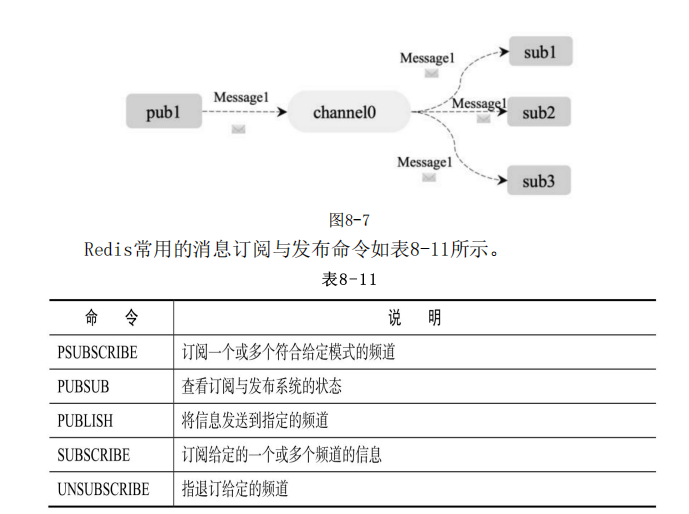 Message1
sub1
Message1
pub1
channel0
Message1
sub2
Message1
sub3
图8-7
Redis常用的消息订阅与发布命令如表8-11所示。
表8-11
命 令 说 明
PSUBSCRIBE 订阅一个或多个符合给定模式的频道
PUBSUB 查看订阅与发布系统的状态
PUBLISH 将信息发送到指定的频道
SUBSCRIBE 订阅给定的一个或多个频道的信息
UNSUBSCRIBE 指退订给定的频道